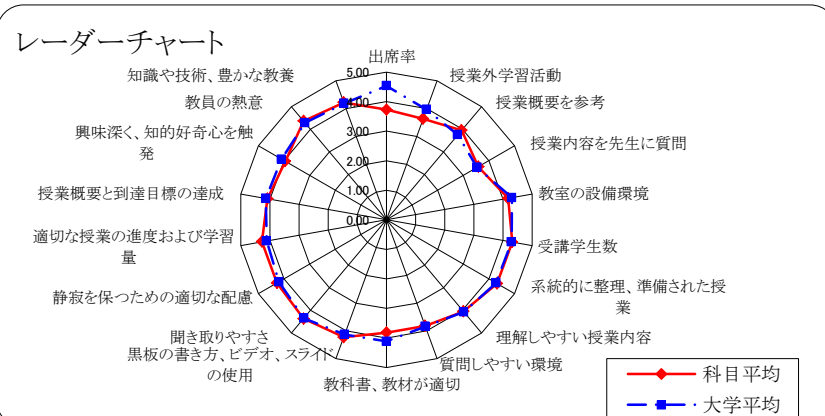 レーダーチャート
出席率
授業外学習活動
授業概要を参考
授業内容を先生に質問
教室の設備環境
受講学生数
系統的に整理、準備された授
業
理解しやすい授業内容
質問しやすい環境
教科書、教材が適切
黒板の書き方、ビデオ、スライド
の使用
聞き取りやすさ
静寂を保つための適切な配慮
適切な授業の進度および学習
量
授業概要と到達目標の達成
興味深く、知的好奇心を触
発
教員の熱意
知識や技術、豊かな教養
5.00
4.00
3.00
2.00
1.00
0.00
科目平均
大学平均